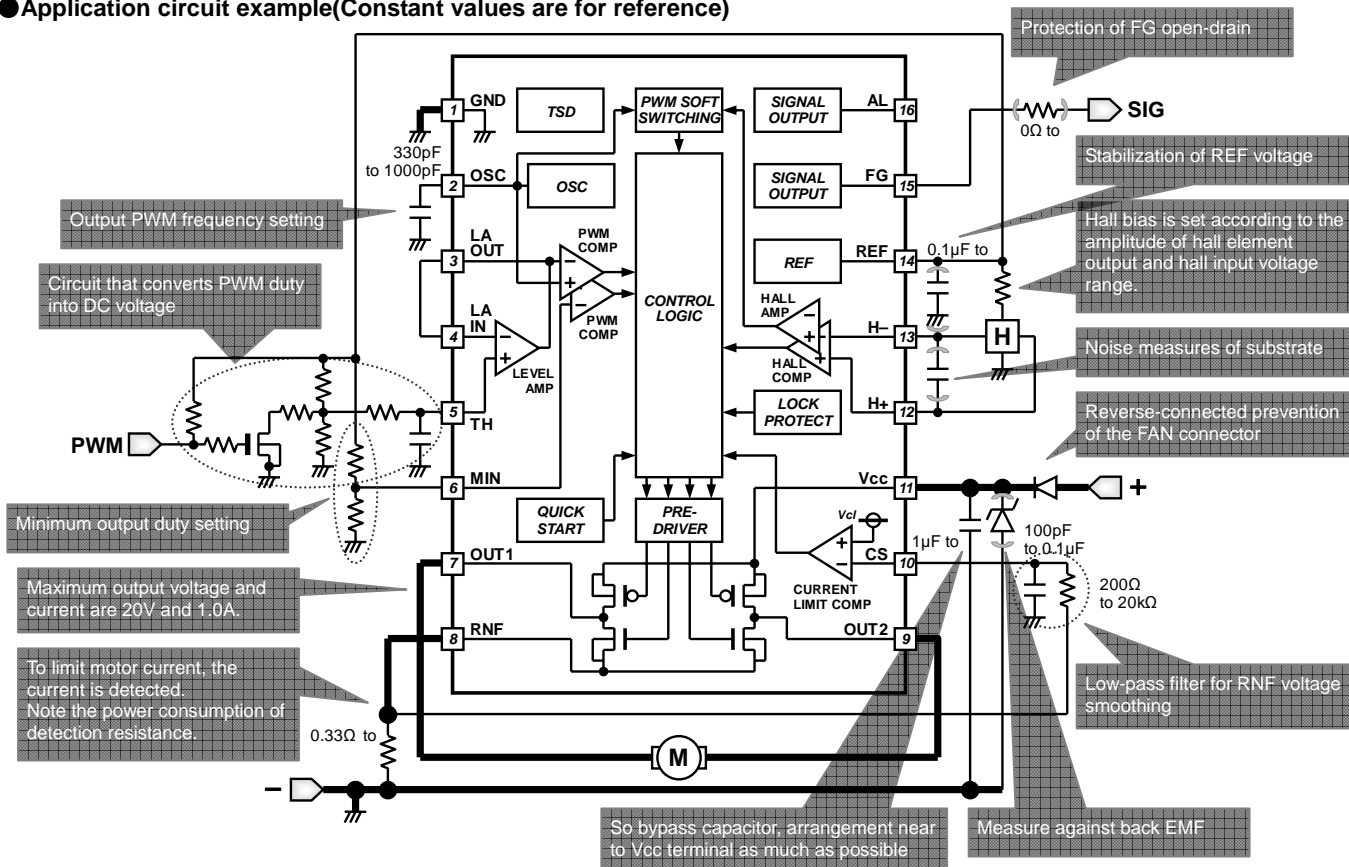 ●Application circuit example(Constant values are for reference)
Protection of FG open-drain
1
GND
TSD
PWM SOFT
SWITCHING
SIGNAL
OUTPUT
AL
16
SIG
0Ω to
330pF
to 1000pF
2
OSC
OSC
SIGNAL
OUTPUT
FG
15
Stabilization of REF voltage
Output PWM frequency setting
Hall bias is set according to the
amplitude of hall element
output and hall input voltage
range.
LA
OUT
3
PWM
COMP
REF
REF
14
0.1µF to
Circuit that converts PWM duty
into DC voltage
CONTROL
LOGIC
LA
IN
4
PWM
COMP
HALL
AMP
H–
13
H
LEVEL
AMP
HALL
COMP
Noise measures of substrate
5
TH
LOCK
PROTECT
H+
12
PWM
Reverse-connected prevention
of the FAN connector
6
MIN
Vcc
11
+
Minimum output duty setting
QUICK
START
PRE-
DRIVER
Vcl
1µF to
100pF
to 0.1µF
7
OUT1
CS
10
CURRENT
LIMIT COMP
200Ω
to 20kΩ
Maximum output voltage and
current are 20V and 1.0A.
8
RNF
OUT2
9
To limit motor current, the
current is detected.
Note the power consumption of
detection resistance.
Low-pass filter for RNF voltage
smoothing
0.33Ω to
M
–
So bypass capacitor, arrangement near
to Vcc terminal as much as possible
Measure against back EMF